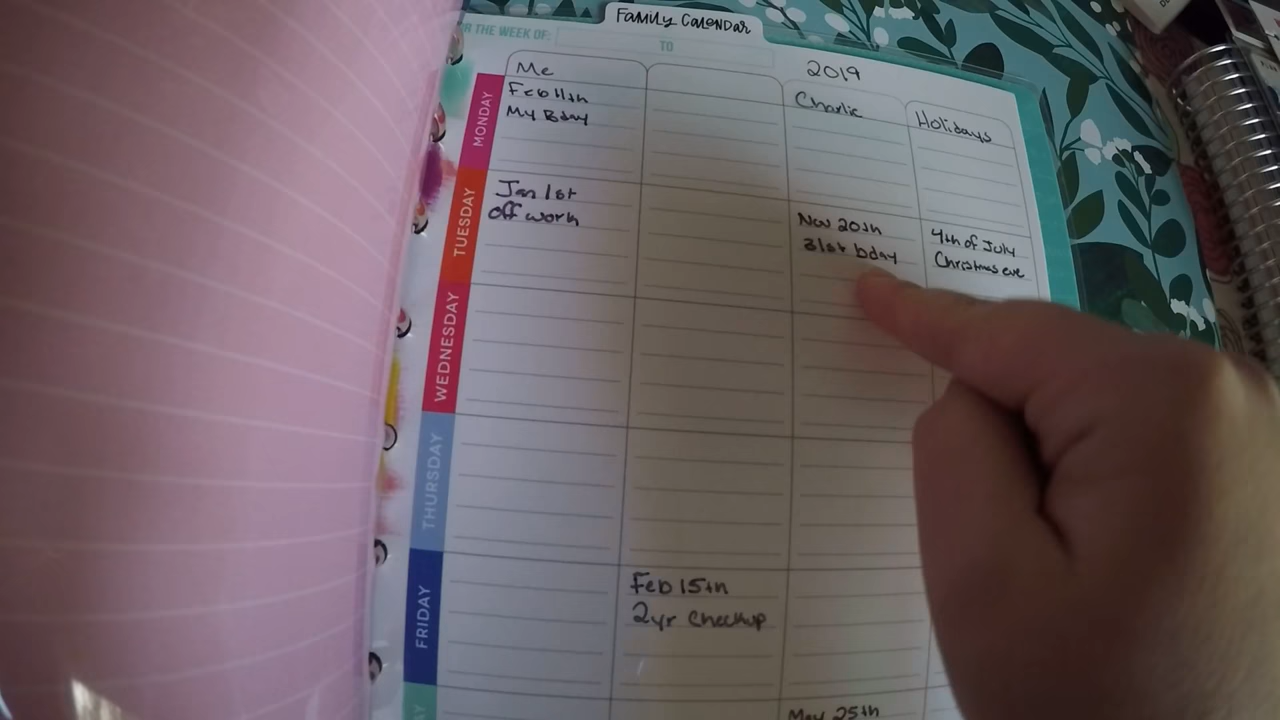 Family Calendar
R THE WEEK OF:
TO
2019
Me
Charlie
Holidays
MONDAY
Feb 11th
My Bday
TUESDAY
Jan 1st
off work
Nov 20th
31st bday
4th of July
Christmas eve
WEDNESDAY
THURSDAY
FRIDAY
Feb 15th
2yr Checkup
May 25th